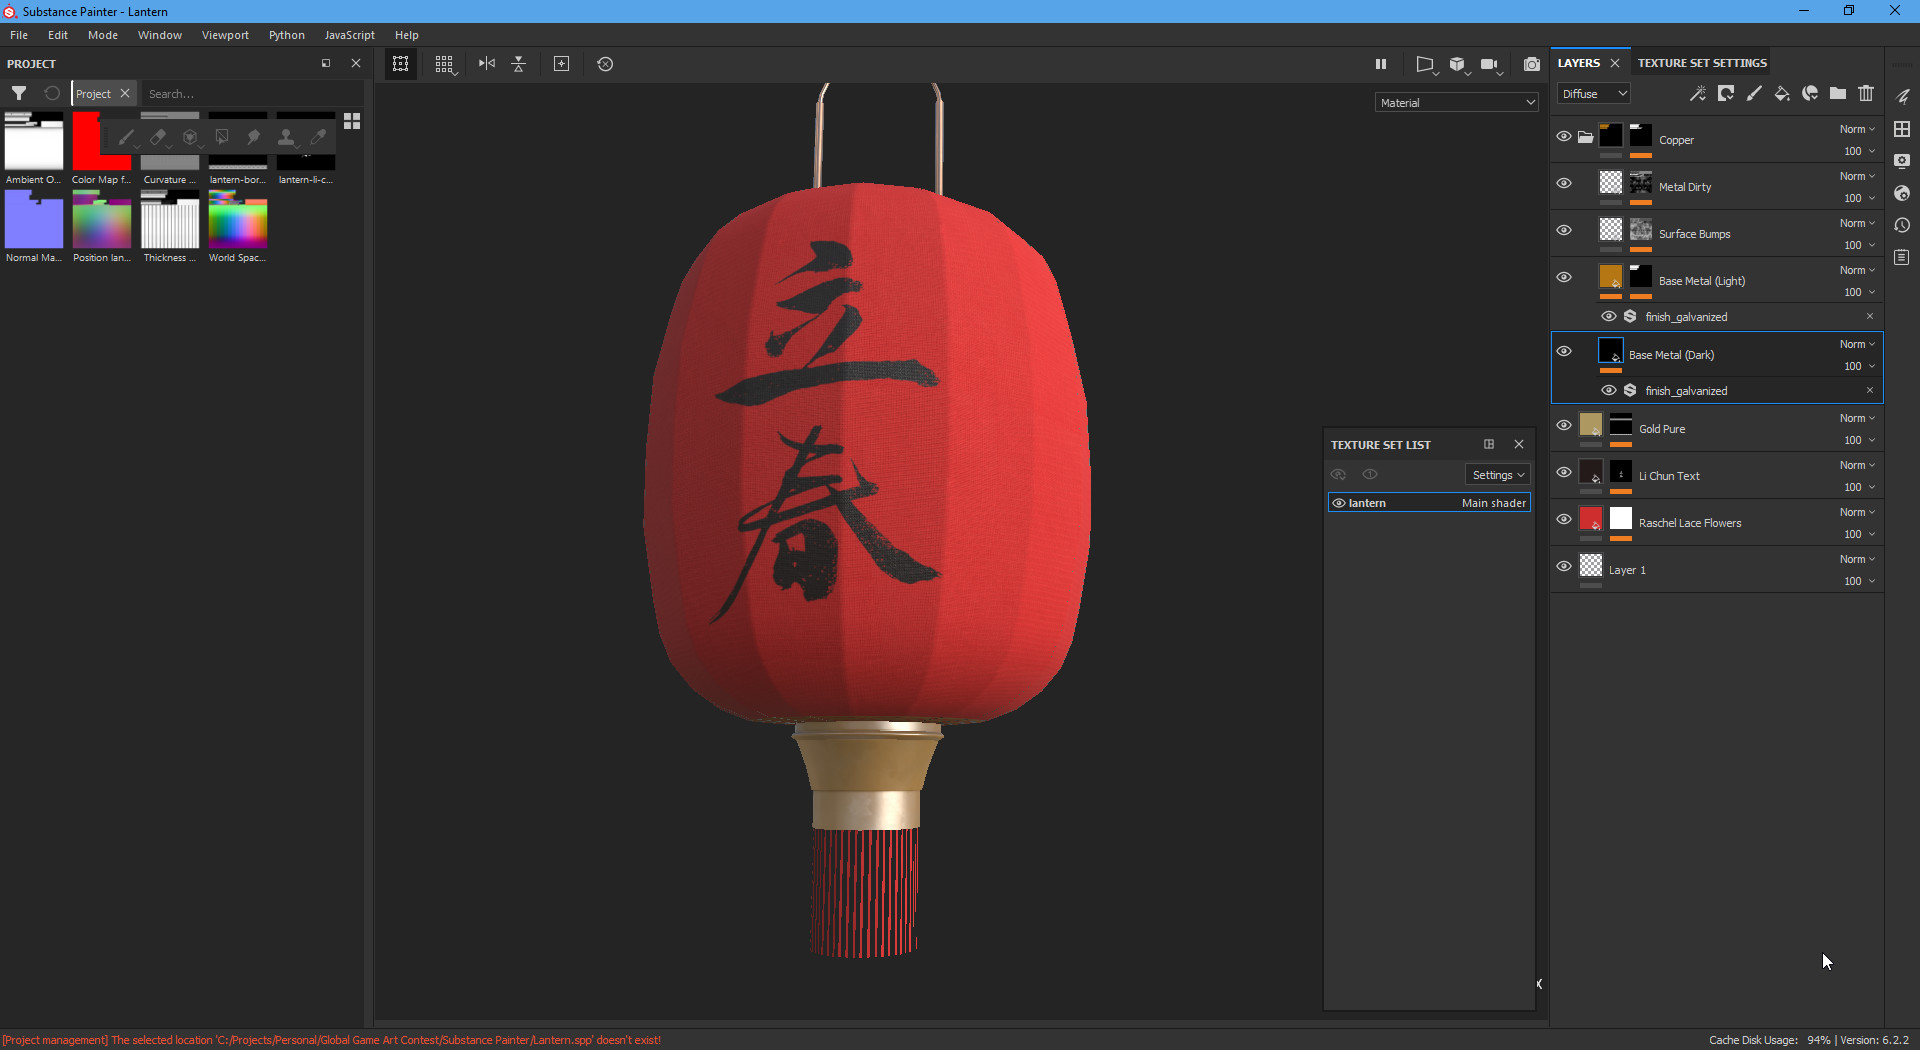 Substance Painter - Lantern
File Edit Mode Window Viewport Python JavaScript Help
PROJECT
Project
Search...
Ambient O...
Color Map f...
Curvature ...
lantern-bor...
lantern-li-c...
Normal Ma...
Position lan...
Thickness ...
World Spac...
Material
立
春
TEXTURE SET LIST
Settings
lantern Main shader
LAYERS TEXTURE SET SETTINGS
Diffuse
Copper Norm 100
Metal Dirty Norm 100
Surface Bumps Norm 100
Base Metal (Light) Norm 100
finish_galvanized
Base Metal (Dark) Norm 100
finish_galvanized
Gold Pure Norm 100
Li Chun Text Norm 100
Raschel Lace Flowers Norm 100
Layer 1 Norm 100
[Project management] The selected location 'C:/Projects/Personal/Global Game Art Contest/Substance Painter/Lantern.spp' doesn't exist!
Cache Disk Usage: 94% | Version: 6.2.2